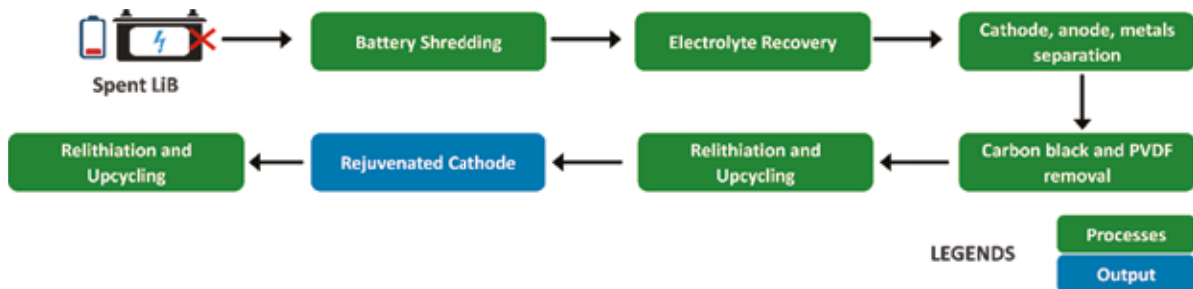 Spent LiB
Battery Shredding
Electrolyte Recovery
Cathode, anode, metals
separation
Carbon black and PVDF
removal
Relithiation and
Upcycling
Rejuvenated Cathode
Relithiation and
Upcycling
LEGENDS
Processes
Output